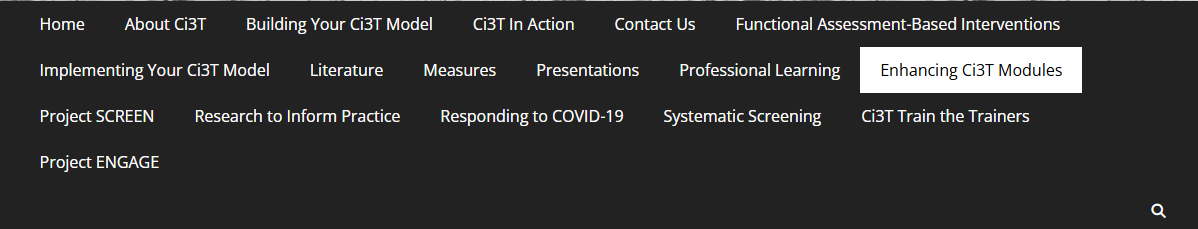 Home About Ci3T Building Your Ci3T Model Ci3T In Action Contact Us Functional Assessment-Based Interventions
Implementing Your Ci3T Model Literature Measures Presentations Professional Learning Enhancing Ci3T Modules
Project SCREEN Research to Inform Practice Responding to COVID-19 Systematic Screening Ci3T Train the Trainers
Project ENGAGE